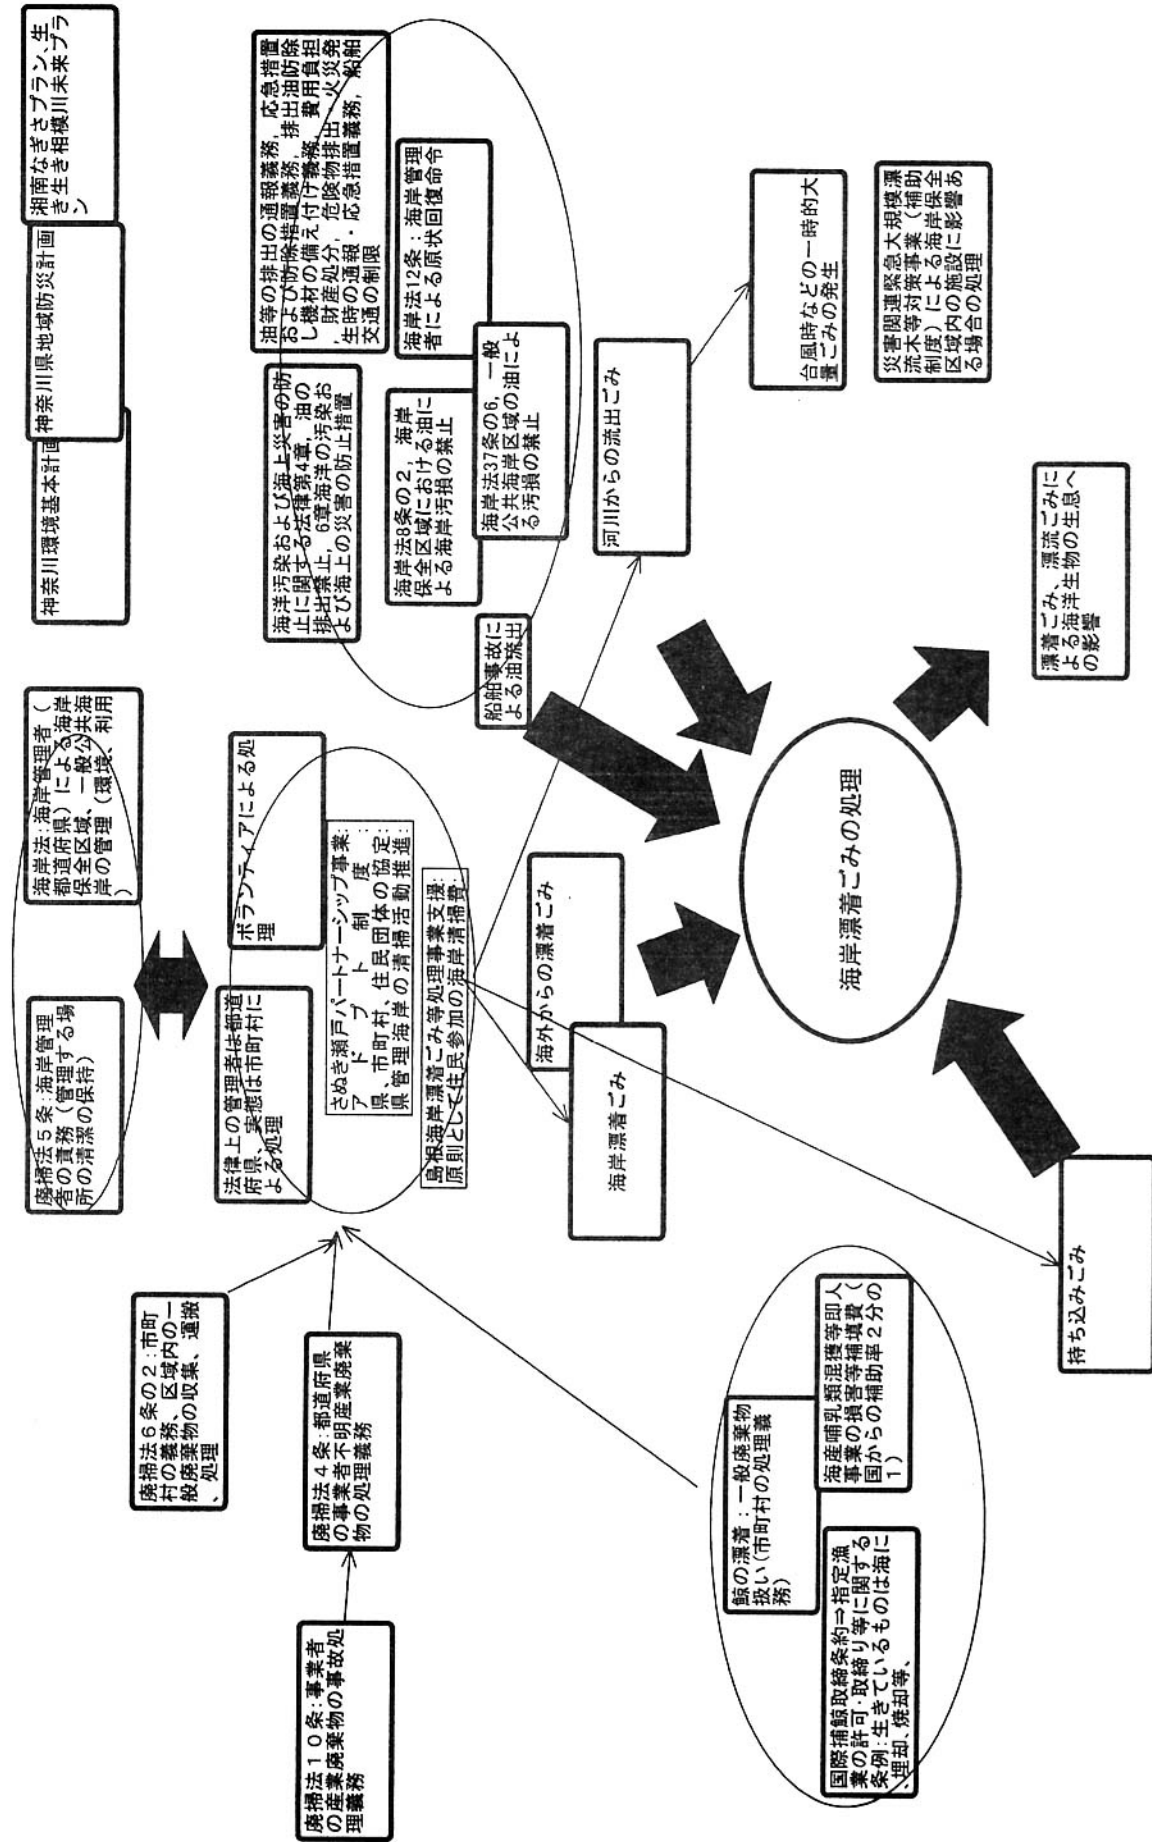 廃掃法10条:事業者
の産業廃棄物の事故処
理義務
廃掃法6条の2:市町
村の義務、区域内の一
般廃棄物の収集、運搬
、処理
廃掃法4条:都道府県
の事業者不明産業廃棄
物の処理義務
廃掃法5条:海岸管理
者の責務(管理する場
所の清潔の保持)
海岸法:海岸管理者(
都道府県)による海岸
保全区域、一般公共海
岸の管理(環境、利用
)
神奈川環境基本計画
神奈川県地域防災計画
湘南なぎさプラン、生
き生き相模川未来プラ
ン
法律上の管理者は都道
府県、実態は市町村に
よる処理
ボランティアによる処
理
さぬき瀬戸パートナーシップ事業:
アドプト制度:
県、市町村、住民団体の協定:
県管理海岸の清掃活動推進:
島根海岸漂着ごみ等処理事業支援:
原則として住民参加の海岸清掃費:
海洋汚染および海上災害の防
止に関する法律第4章，油の
排出禁止，6章海洋の汚染お
よび海上の災害の防止措置
油等の排出の通報義務，応急措置
および防除措置義務，排出油防除
し機材の備え付け義務，費用負担
，財産処分，危険物排出・火災発
生時の通報・応急措置義務，船舶
交通の制限
海岸法8条の2，海岸
保全区域における油に
よる海岸汚損の禁止
海岸法12条：海岸管理
者による原状回復命令
海岸法37条の6，一般
公共海岸区域の油によ
る汚損の禁止
船舶事故に
よる油流出
海外からの漂着ごみ
海岸漂着ごみ
河川からの流出ごみ
台風時などの一時的大
量ごみの発生
災害関連緊急大規模漂
流木等対策事業（補助
制度）による海岸保全
区域内の施設に影響あ
る場合の処理
海岸漂着ごみの処理
漂着ごみ、漂流ごみに
よる海洋生物の生息へ
の影響
持ち込みごみ
鯨の漂着：一般廃棄物
扱い(市町村の処理義
務)
海産哺乳類混獲等即人
事業の損害等補填費(
国からの補助率2分の
1)
国際捕鯨取締条約⇒指定漁
業の許可・取締り等に関する
条例:生きているものは海に
、埋却、焼却等、